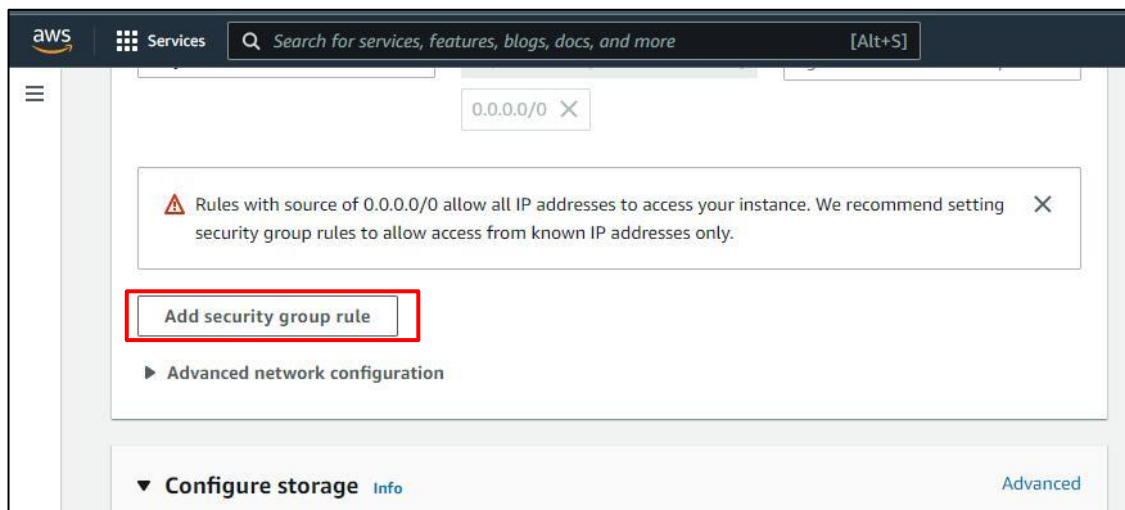 aws
Services
Search for services, features, blogs, docs, and more
[Alt+S]
0.0.0.0/0
Rules with source of 0.0.0.0/0 allow all IP addresses to access your instance. We recommend setting
security group rules to allow access from known IP addresses only.
Add security group rule
Advanced network configuration
Configure storage Info
Advanced